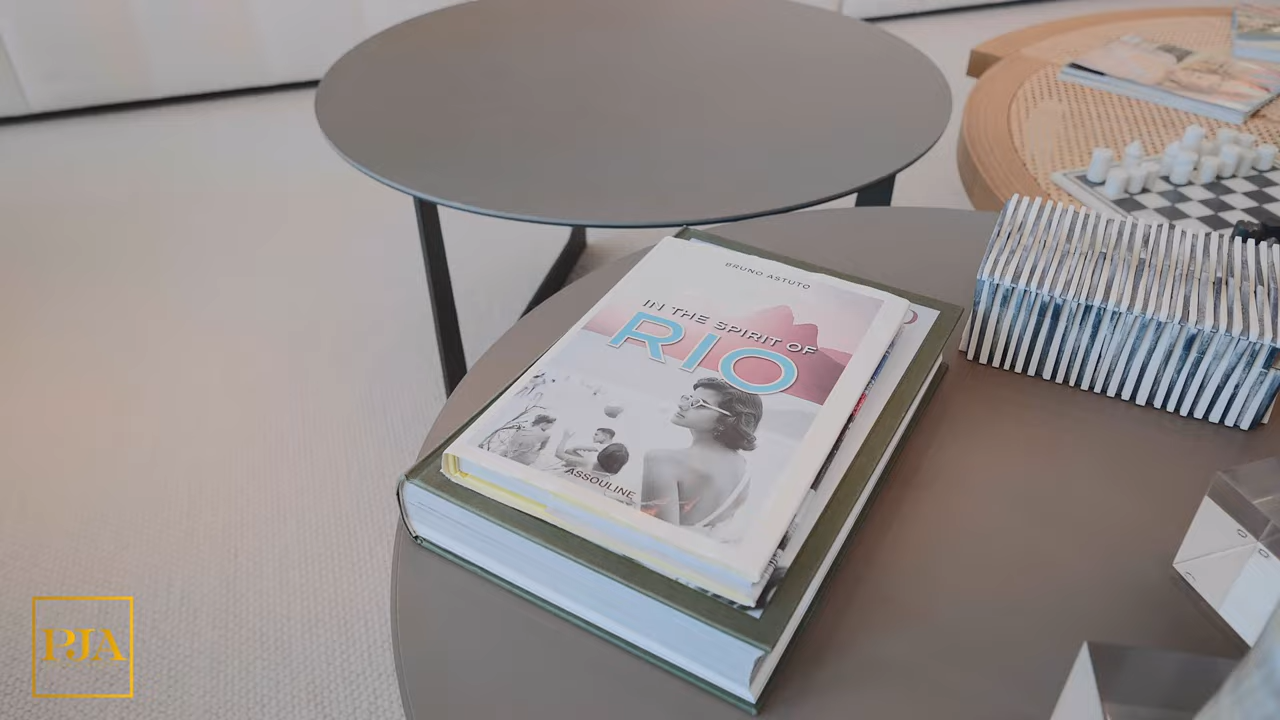 BRUNO ASTUTO
IN THE SPIRIT OF
RIO
ASSOULINE
PJA